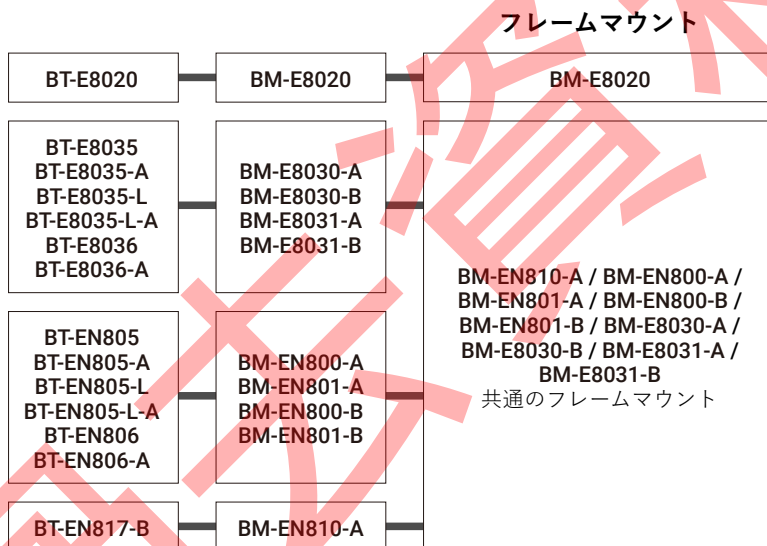 フレームマウント
BT-E8020
BM-E8020
BM-E8020
BT-E8035
BT-E8035-A
BT-E8035-L
BT-E8035-L-A
BT-E8036
BT-E8036-A
BM-E8030-A
BM-E8030-B
BM-E8031-A
BM-E8031-B
BT-EN805
BT-EN805-A
BT-EN805-L
BT-EN805-L-A
BT-EN806
BT-EN806-A
BM-EN800-A
BM-EN801-A
BM-EN800-B
BM-EN801-B
BT-EN817-B
BM-EN810-A
BM-EN810-A / BM-EN800-A /
BM-EN801-A / BM-EN800-B /
BM-EN801-B / BM-E8030-A /
BM-E8030-B / BM-E8031-A /
BM-E8031-B
共通のフレームマウント